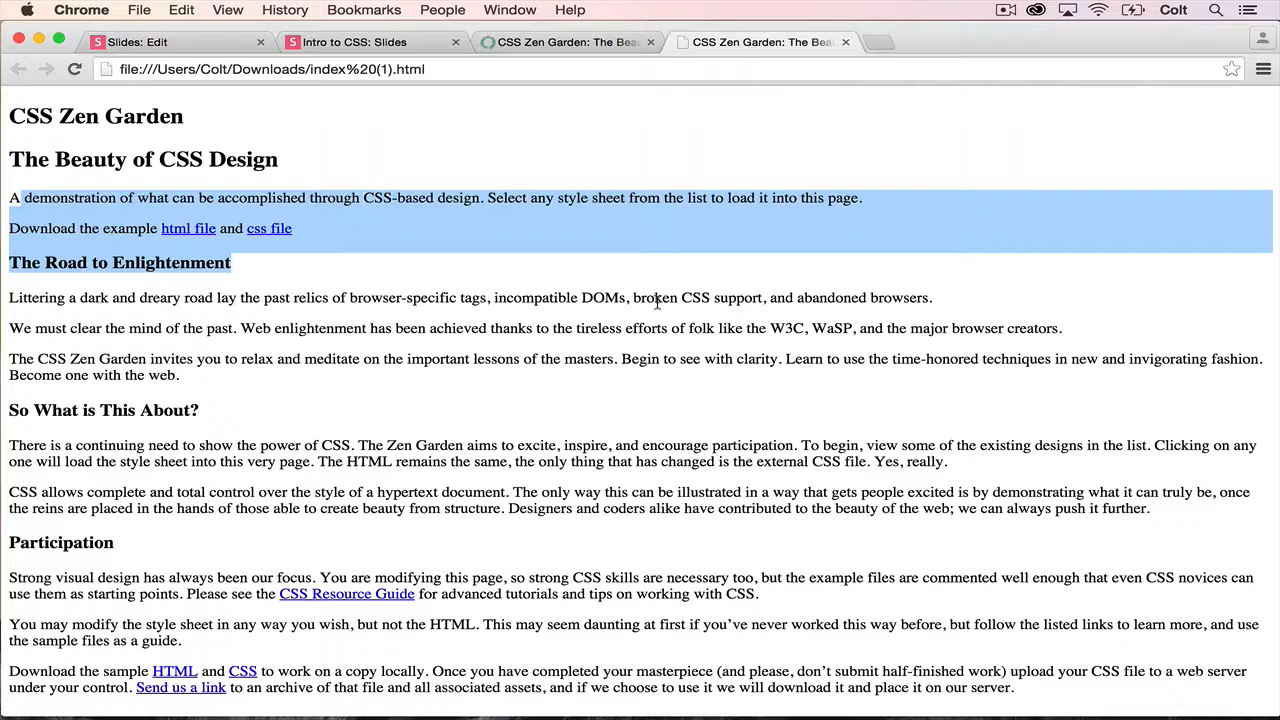 Chrome File Edit View History Bookmarks People Window Help Colt
Slides: Edit Intro to CSS: Slides CSS Zen Garden: The Bea CSS Zen Garden: The Bea
file:///Users/Colt/Downloads/index%20(1).html
CSS Zen Garden
The Beauty of CSS Design
A demonstration of what can be accomplished through CSS-based design. Select any style sheet from the list to load it into this page.
Download the example html file and css file
The Road to Enlightenment
Littering a dark and dreary road lay the past relics of browser-specific tags, incompatible DOMs, broken CSS support, and abandoned browsers.
We must clear the mind of the past. Web enlightenment has been achieved thanks to the tireless efforts of folk like the W3C, WaSP, and the major browser creators.
The CSS Zen Garden invites you to relax and meditate on the important lessons of the masters. Begin to see with clarity. Learn to use the time-honored techniques in new and invigorating fashion.
Become one with the web.
So What is This About?
There is a continuing need to show the power of CSS. The Zen Garden aims to excite, inspire, and encourage participation. To begin, view some of the existing designs in the list. Clicking on any
one will load the style sheet into this very page. The HTML remains the same, the only thing that has changed is the external CSS file. Yes, really.
CSS allows complete and total control over the style of a hypertext document. The only way this can be illustrated in a way that gets people excited is by demonstrating what it can truly be, once
the reins are placed in the hands of those able to create beauty from structure. Designers and coders alike have contributed to the beauty of the web; we can always push it further.
Participation
Strong visual design has always been our focus. You are modifying this page, so strong CSS skills are necessary too, but the example files are commented well enough that even CSS novices can
use them as starting points. Please see the CSS Resource Guide for advanced tutorials and tips on working with CSS.
You may modify the style sheet in any way you wish, but not the HTML. This may seem daunting at first if you’ve never worked this way before, but follow the listed links to learn more, and use
the sample files as a guide.
Download the sample HTML and CSS to work on a copy locally. Once you have completed your masterpiece (and please, don’t submit half-finished work) upload your CSS file to a web server
under your control. Send us a link to an archive of that file and all associated assets, and if we choose to use it we will download it and place it on our server.